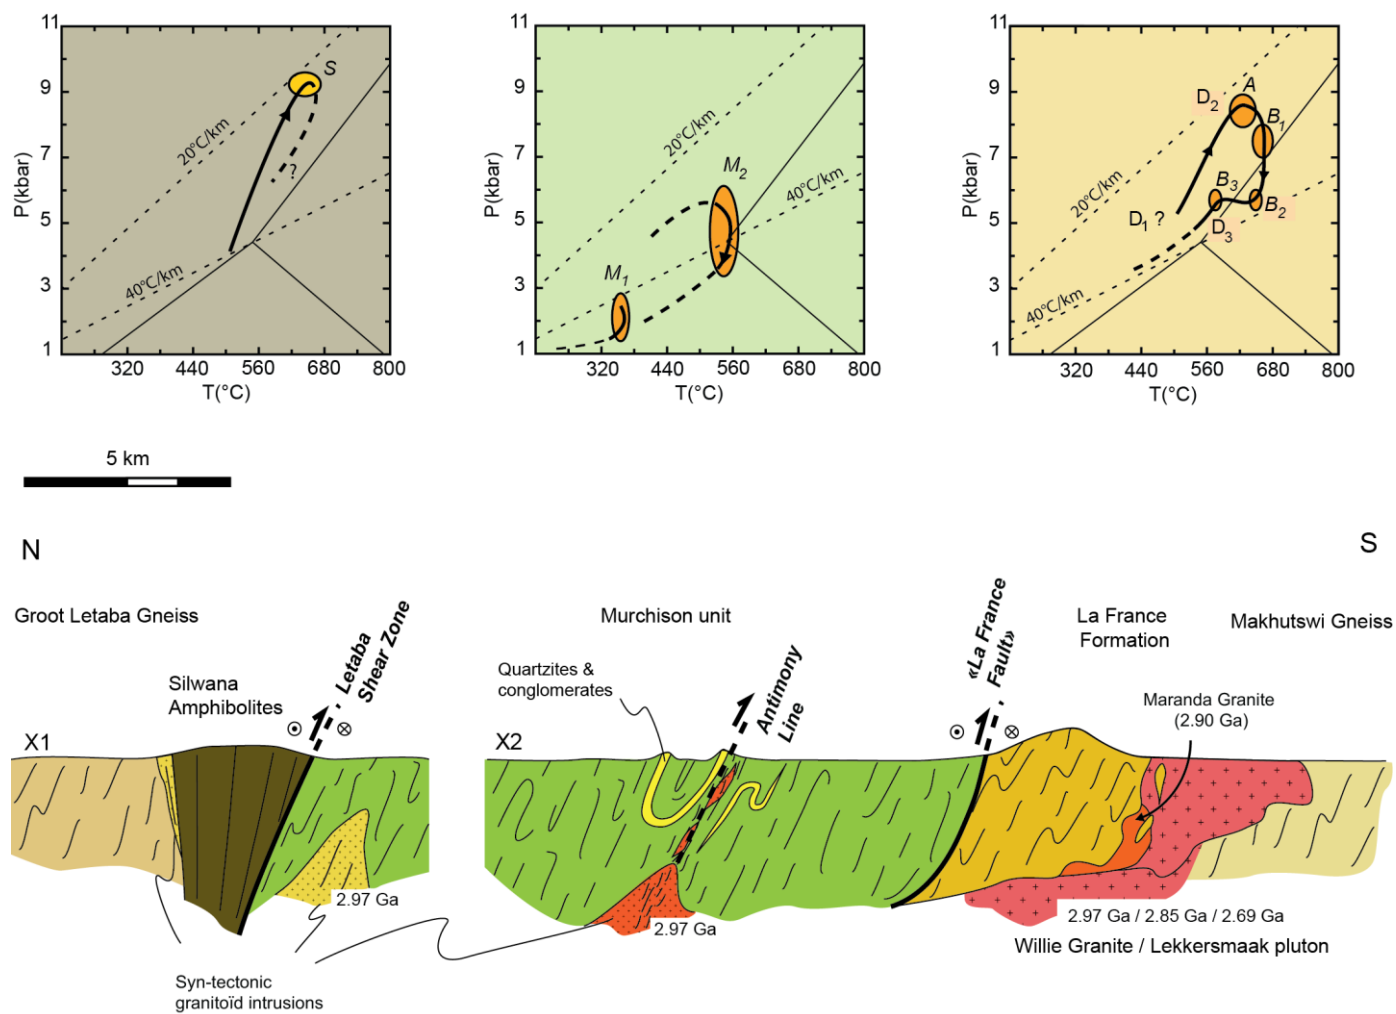 11
9
7
5
3
1
P(kbar)
320
440
560
680
800
T(°C)
20°C/km
40°C/km
S
?
11
9
7
5
3
1
P(kbar)
320
440
560
680
800
T(°C)
20°C/km
40°C/km
M2
M1
11
9
7
5
3
1
P(kbar)
320
440
560
680
800
T(°C)
20°C/km
40°C/km
D2
A
B1
B3
B2
D1 ?
D3
5 km
N
S
Groot Letaba Gneiss
Silwana
Amphibolites
Letaba
Shear Zone
Murchison unit
Quartzites &
conglomerates
Antimony
Line
«La France
Fault»
La France
Formation
Makhutswi Gneiss
Maranda Granite
(2.90 Ga)
X1
X2
2.97 Ga
2.97 Ga
2.97 Ga / 2.85 Ga / 2.69 Ga
Willie Granite / Lekkersmaak pluton
Syn-tectonic
granitoïd intrusions